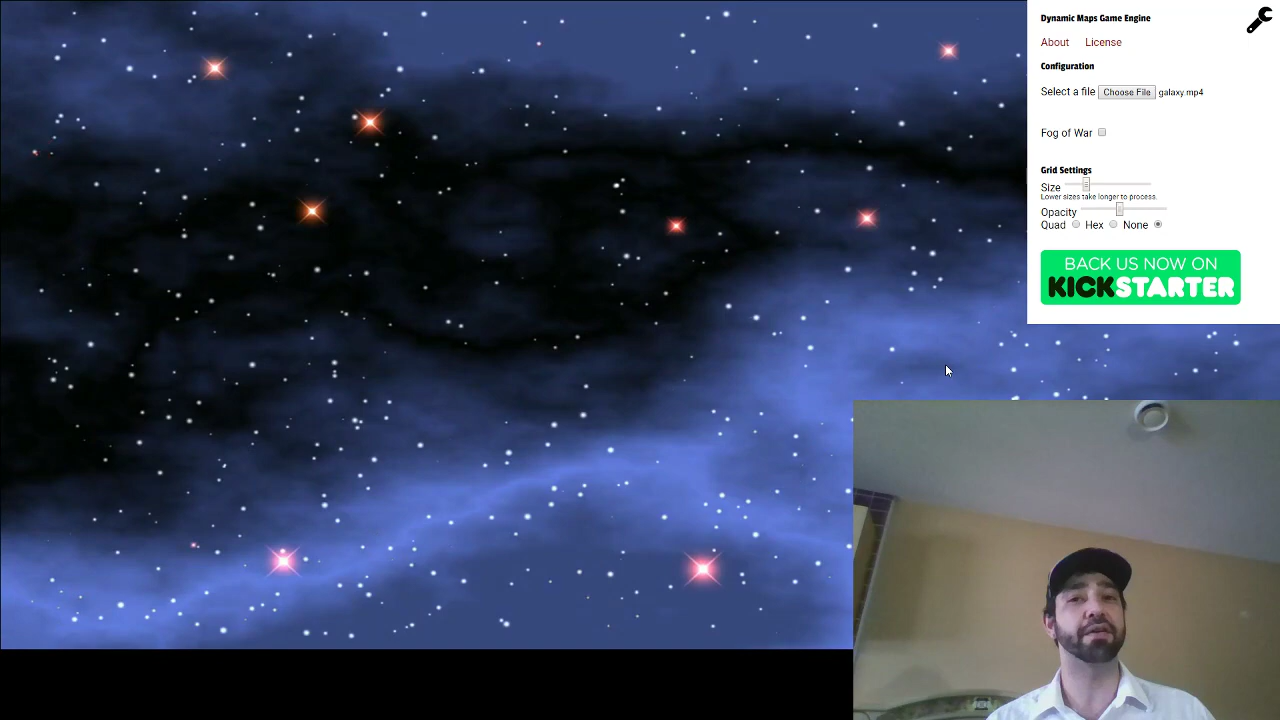 Dynamic Maps Game Engine
About License
Configuration
Select a file Choose File galaxy.mp4
Fog of War
Grid Settings
Size
Lower sizes take longer to process.
Opacity
Quad Hex None
BACK US NOW ON
KICKSTARTER